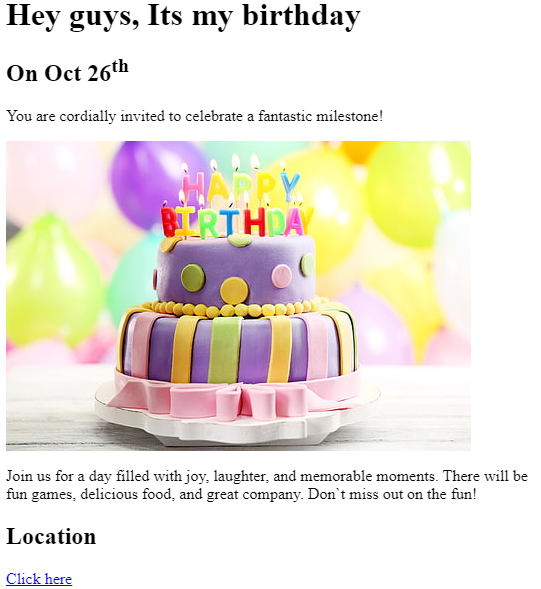 Hey guys, Its my birthday
On Oct 26th
You are cordially invited to celebrate a fantastic milestone!
HAPPY
BIRTHDAY
Join us for a day filled with joy, laughter, and memorable moments. There will be
fun games, delicious food, and great company. Don`t miss out on the fun!
Location
Click here